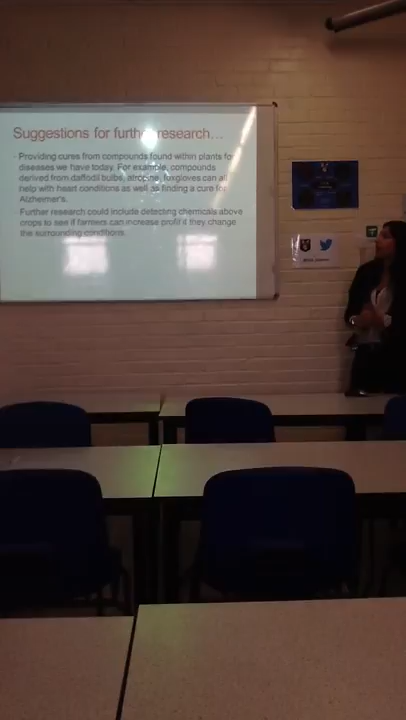 Suggestions for further research...
Providing cures from compounds found within plants for
diseases we have today. For example, compounds
derived from daffodil bulbs, atropine, foxgloves can all
help with heart conditions as well as finding a cure for
Alzheimer's.
Further research could include detecting chemicals above
crops to see if farmers can increase profit if they change
the surrounding conditions.